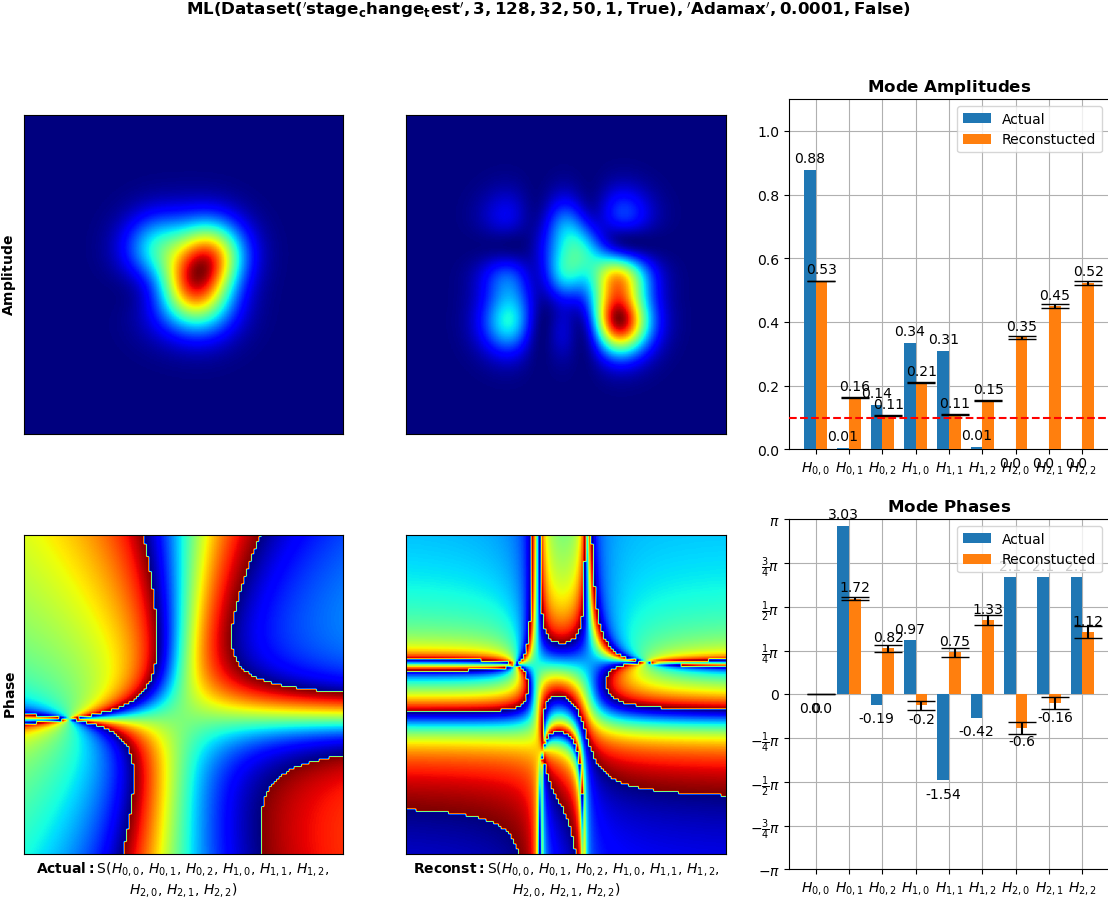 ML(Dataset('stage_change_test', 3, 128, 32, 50, 1, True), 'Adamax', 0.0001, False)
Amplitude
Mode Amplitudes
Actual
Reconstucted
1.0
0.8
0.6
0.4
0.2
0.0
0.88
0.53
0.01
0.16
0.14
0.11
0.34
0.21
0.31
0.11
0.01
0.15
0.0
0.35
0.0
0.45
0.0
0.52
H0,0 H0,1 H0,2 H1,0 H1,1 H1,2 H2,0 H2,1 H2,2
Phase
Mode Phases
Actual
Reconstucted
π
3/4π
1/2π
1/4π
0
−1/4π
−1/2π
−3/4π
−π
0.0
0.0
3.03
1.72
-0.19
0.82
0.97
-0.2
-1.54
0.75
-0.42
1.33
2.1
-0.6
2.1
-0.16
2.1
1.12
H0,0 H0,1 H0,2 H1,0 H1,1 H1,2 H2,0 H2,1 H2,2
Actual: S(H0,0, H0,1, H0,2, H1,0, H1,1, H1,2,
H2,0, H2,1, H2,2)
Reconst: S(H0,0, H0,1, H0,2, H1,0, H1,1, H1,2,
H2,0, H2,1, H2,2)